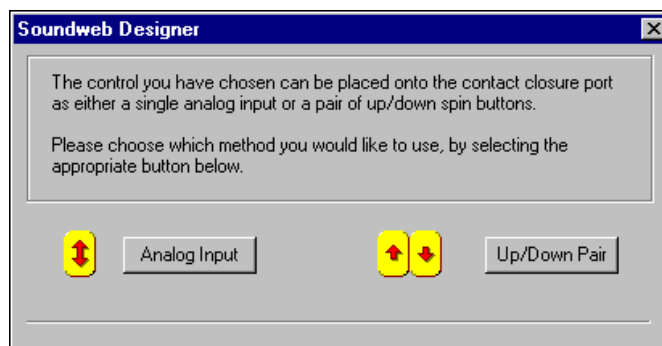 Soundweb Designer
The control you have chosen can be placed onto the contact closure port
as either a single analog input or a pair of up/down spin buttons.
Please choose which method you would like to use, by selecting the
appropriate button below.
Analog Input
Up/Down Pair